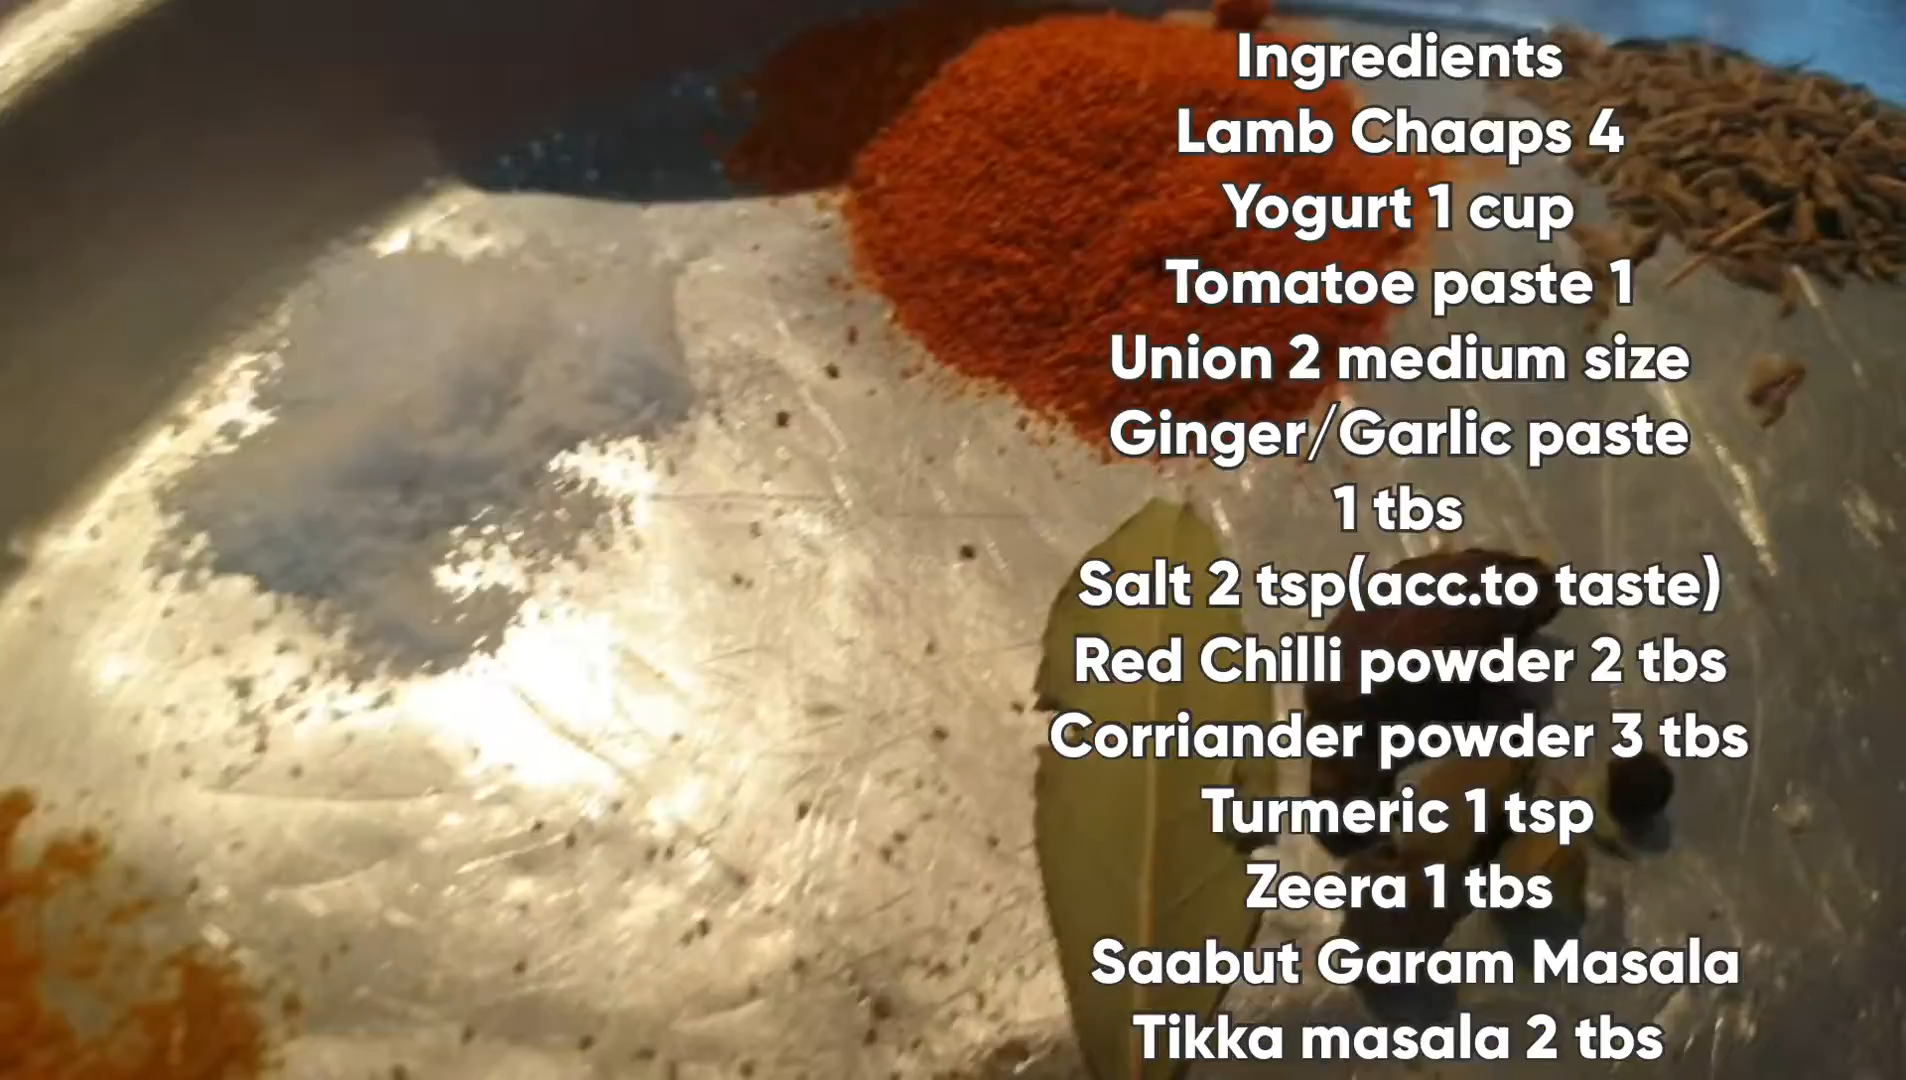 Ingredients
Lamb Chaaps 4
Yogurt 1 cup
Tomatoe paste 1
Union 2 medium size
Ginger/Garlic paste
1 tbs
Salt 2 tsp(acc.to taste)
Red Chilli powder 2 tbs
Corriander powder 3 tbs
Turmeric 1 tsp
Zeera 1 tbs
Saabut Garam Masala
Tikka masala 2 tbs